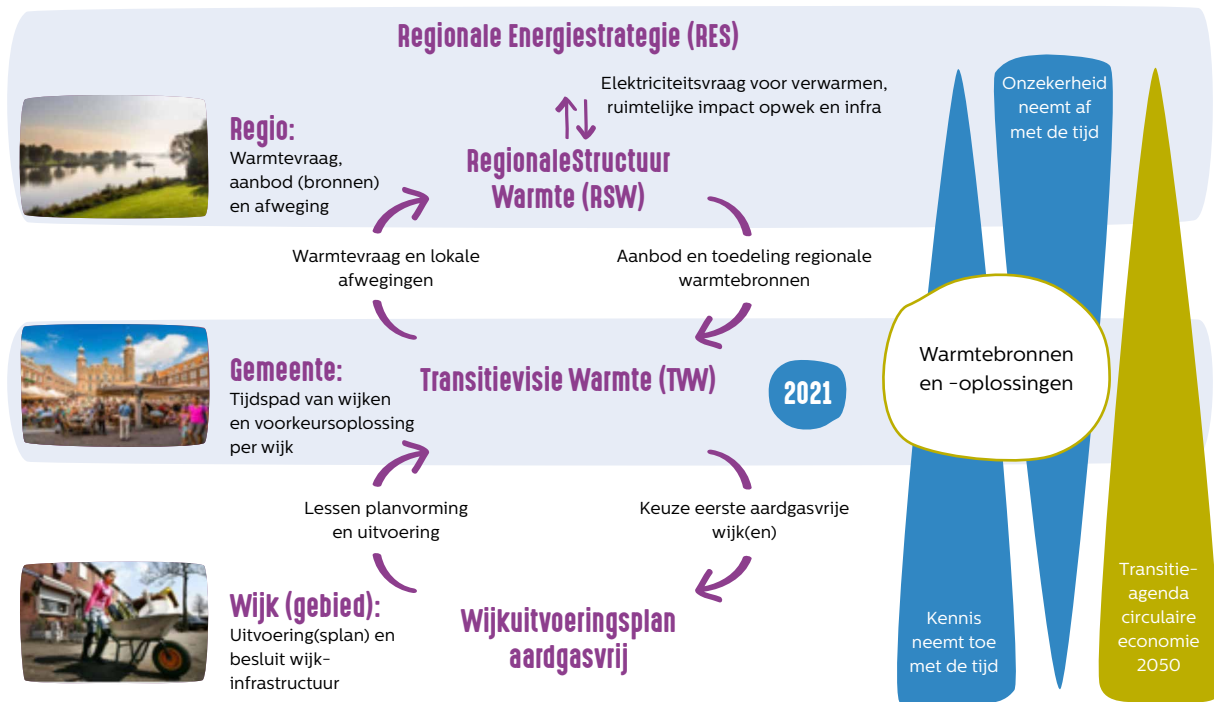 Regionale Energiestrategie (RES)
Elektriciteitsvraag voor verwarmen,
ruimtelijke impact opwek en infra
Regio:
Warmtevraag,
aanbod (bronnen)
en afweging
RegionaleStructuur
Warmte (RSW)
Warmtevraag en lokale
afwegingen
Aanbod en toedeling regionale
warmtebronnen
Gemeente:
Tijdspad van wijken
en voorkeursoplossing
per wijk
Transitievisie Warmte (TVW)
2021
Lessen planvorming
en uitvoering
Keuze eerste aardgasvrije
wijk(en)
Wijk (gebied):
Uitvoering(splan) en
besluit wijk-
infrastructuur
Wijkuitvoeringsplan
aardgasvrij
Onzekerheid
neemt af
met de tijd
Warmtebronnen
en -oplossingen
Kennis
neemt toe
met de tijd
Transitie-
agenda
circulaire
economie
2050